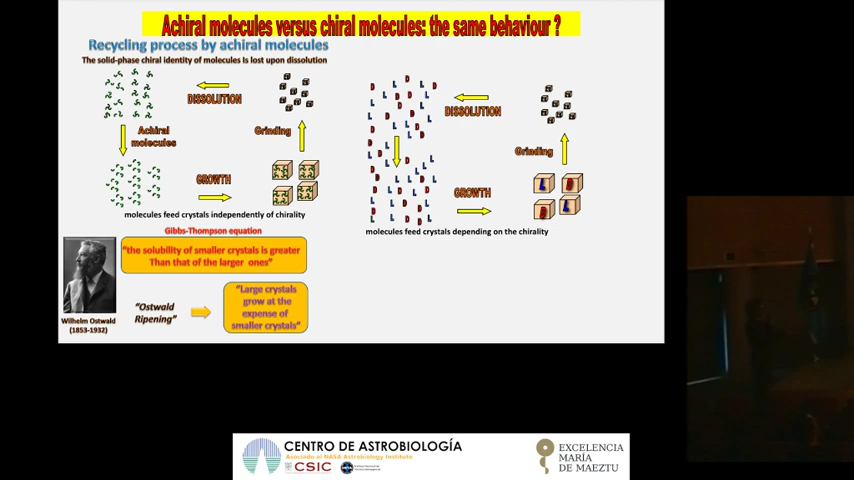 Achiral molecules versus chiral molecules: the same behaviour ?
Recycling process by achiral molecules
The solid-phase chiral identity of molecules Is lost upon dissolution
DISSOLUTION
Achiral
molecules
Grinding
GROWTH
molecules feed crystals independently of chirality
DISSOLUTION
Grinding
GROWTH
L
D
D
L
molecules feed crystals depending on the chirality
Gibbs-Thompson equation
"the solubility of smaller crystals is greater
Than that of the larger ones"
Wilhelm Ostwald
(1853-1932)
"Ostwald
Ripening"
"Large crystals
grow at the
expense of
smaller crystals"
CENTRO DE ASTROBIOLOGÍA
Asociado al NASA Astrobiology Institute
CSIC
EXCELENCIA
MARÍA
DE MAEZTU